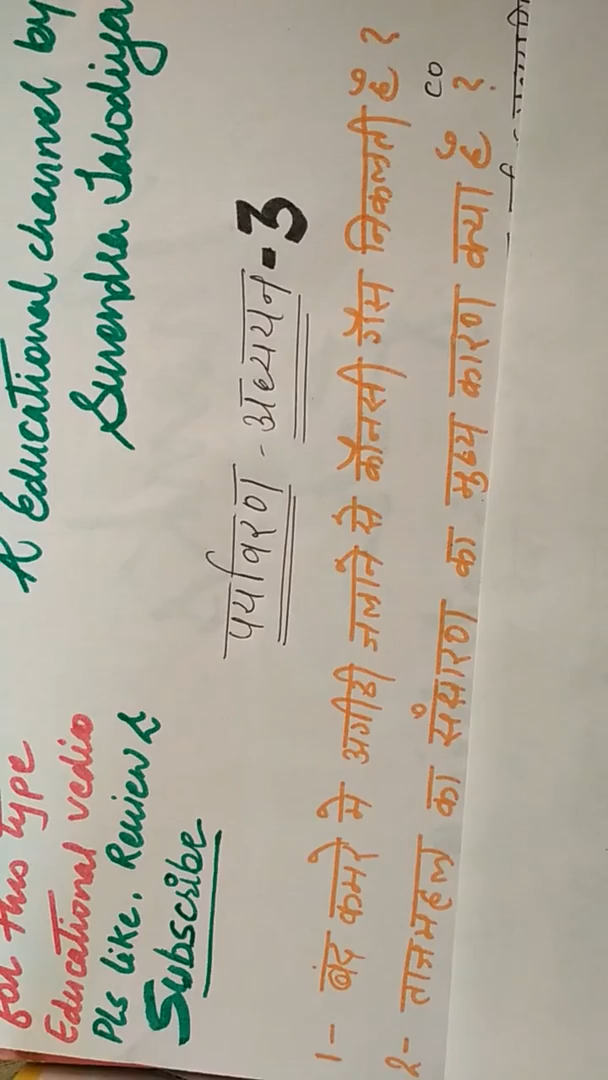 A Educational channel by
Surendra Jalodiya
for this type
Educational vedio
Pls like, Review &
Subscribe
पर्यावरण - अध्ययन-3
1- बंद कमरे मे अगीठी जलाने से कौनसी गैस निकलती हैं ?
CO
2- ताजमहल का संधारण का मुख्य कारण क्या हैं ?